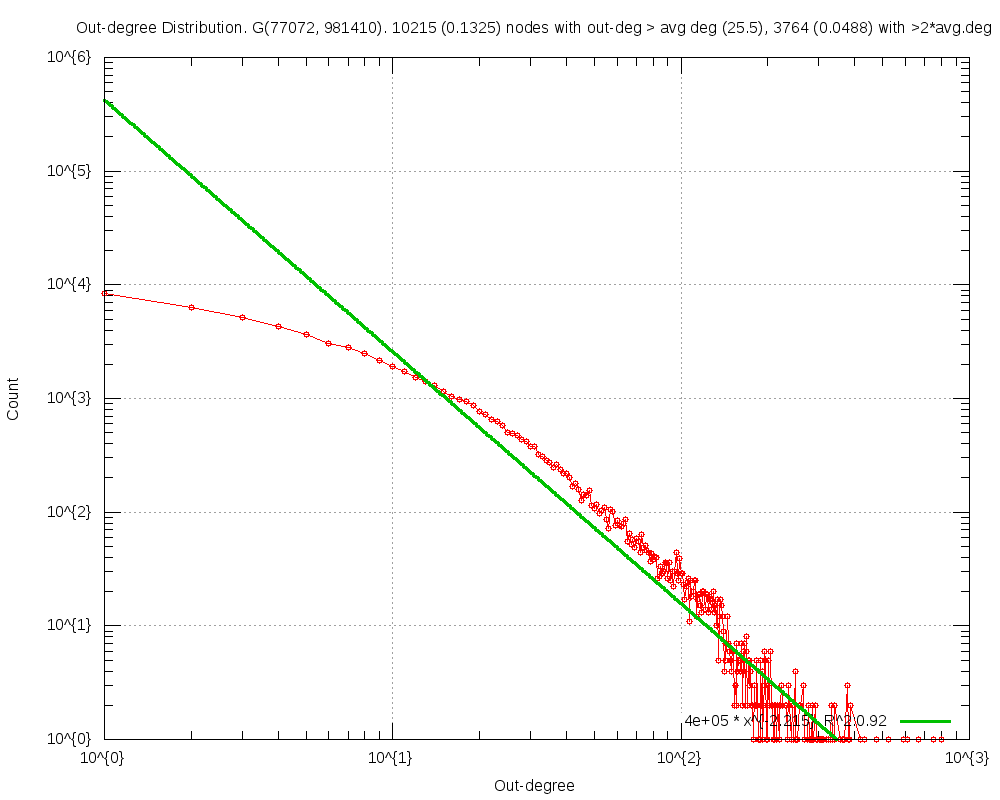 Out-degree Distribution. G(77072, 981410). 10215 (0.1325) nodes with out-deg > avg deg (25.5), 3764 (0.0488) with >2*avg.deg
10^{6}
10^{5}
10^{4}
10^{3}
10^{2}
10^{1}
10^{0}
Count
4e+05 * R^2:0.92
10^{0}
10^{1}
10^{2}
10^{3}
Out-degree